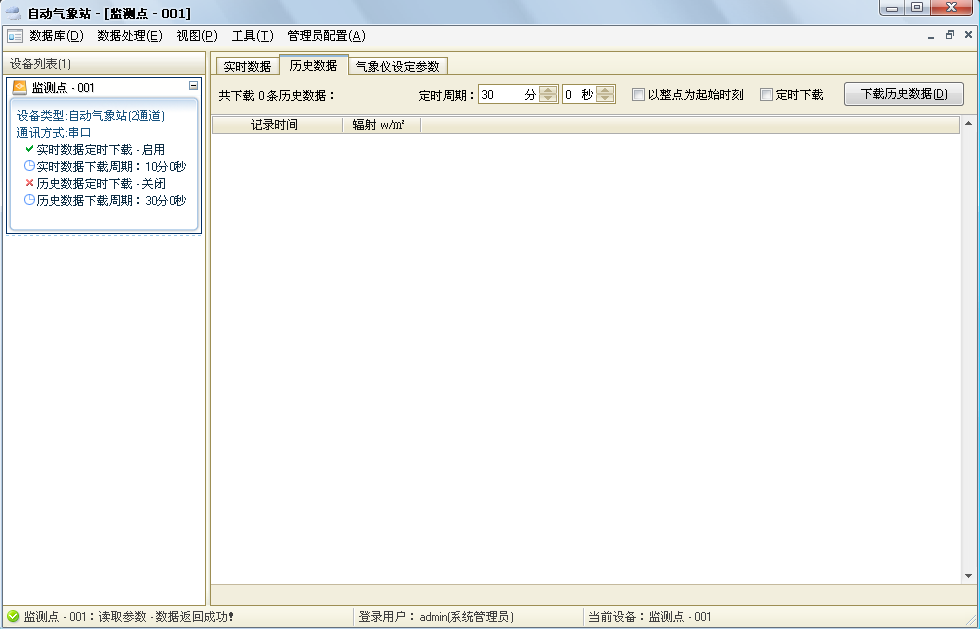 自动气象站 - [监测点 - 001]
数据库(D) 数据处理(E) 视图(P) 工具(T) 管理员配置(A)
设备列表(1)
监测点 - 001
设备类型:自动气象站(2通道)
通讯方式:串口
实时数据定时下载 - 启用
实时数据下载周期：10分0秒
历史数据定时下载 - 关闭
历史数据下载周期：30分0秒
实时数据 历史数据 气象仪设定参数
共下载 0 条历史数据： 定时周期： 30 分 0 秒 以整点为起始时刻 定时下载 下载历史数据(D)
记录时间 辐射 w/㎡
监测点 - 001：读取参数 - 数据返回成功! 登录用户：admin(系统管理员) 当前设备：监测点 - 001